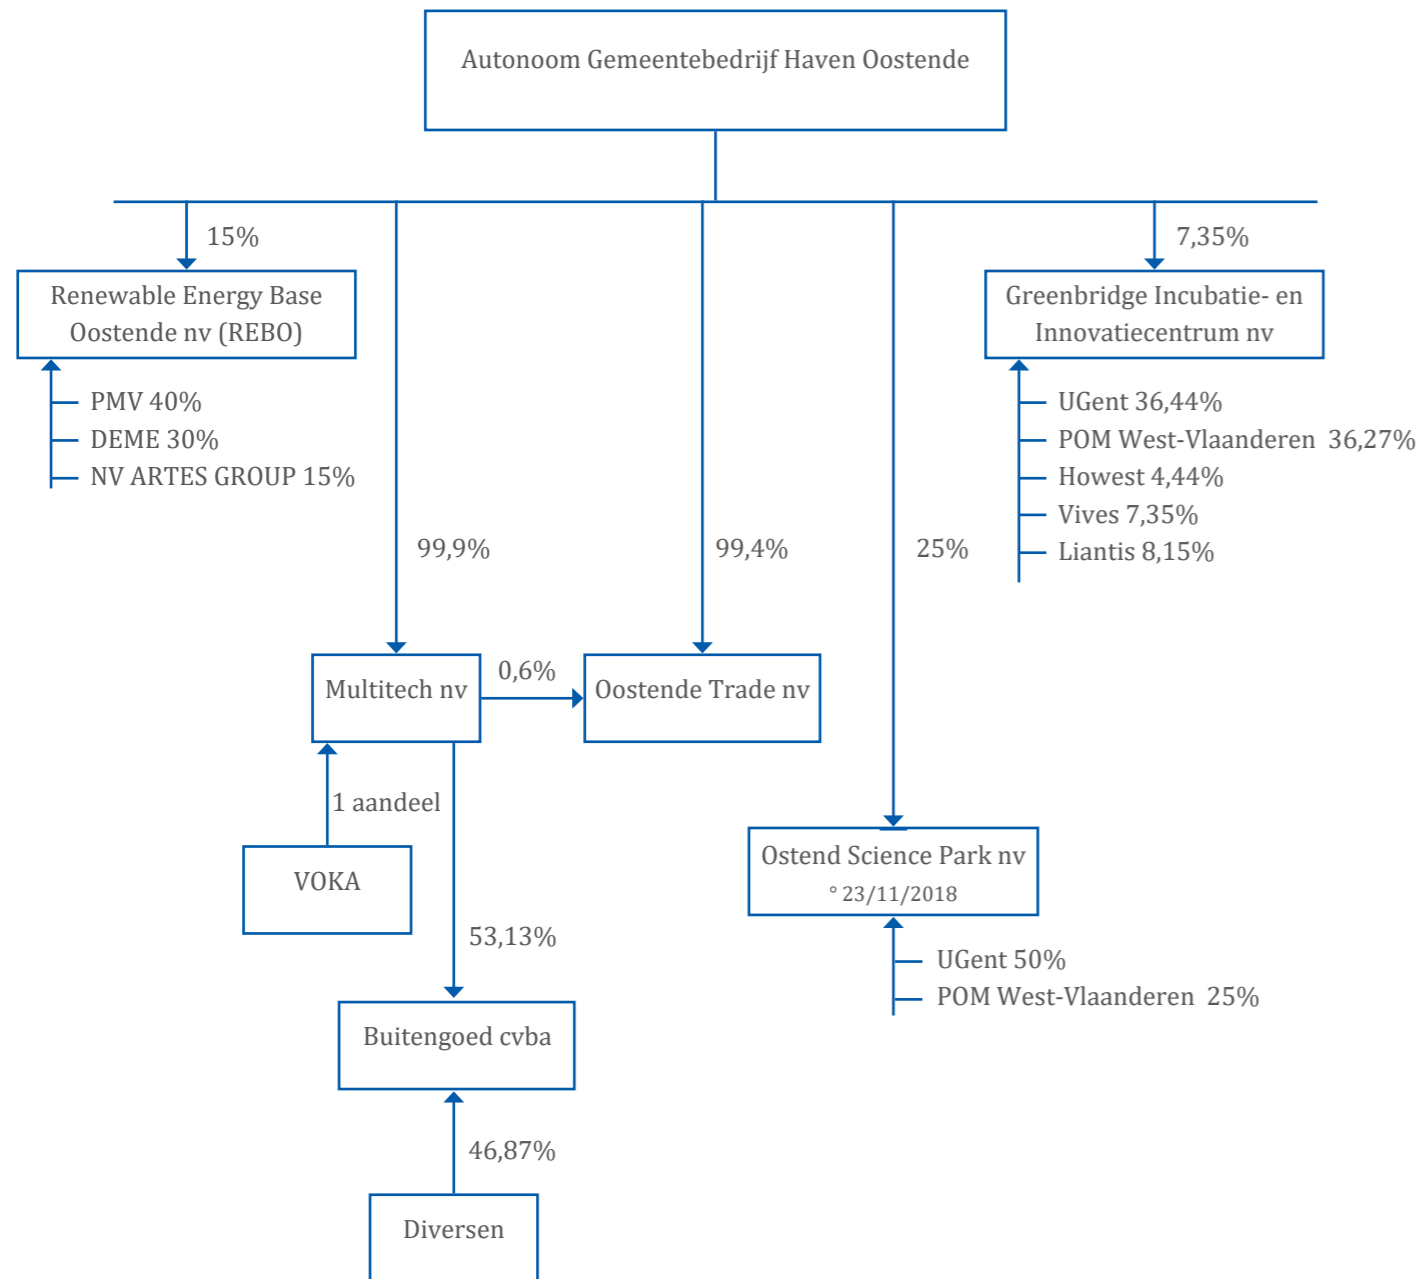 Autonoom Gemeentebedrijf Haven Oostende
15%
7,35%
Renewable Energy Base
Oostende nv (REBO)
Greenbridge Incubatie- en
Innovatiecentrum nv
PMV 40%
DEME 30%
NV ARTES GROUP 15%
UGent 36,44%
POM West-Vlaanderen 36,27%
Howest 4,44%
Vives 7,35%
Liantis 8,15%
99,9%
99,4%
25%
Multitech nv
0,6%
Oostende Trade nv
1 aandeel
VOKA
Ostend Science Park nv
° 23/11/2018
53,13%
UGent 50%
POM West-Vlaanderen 25%
Buitengoed cvba
46,87%
Diversen